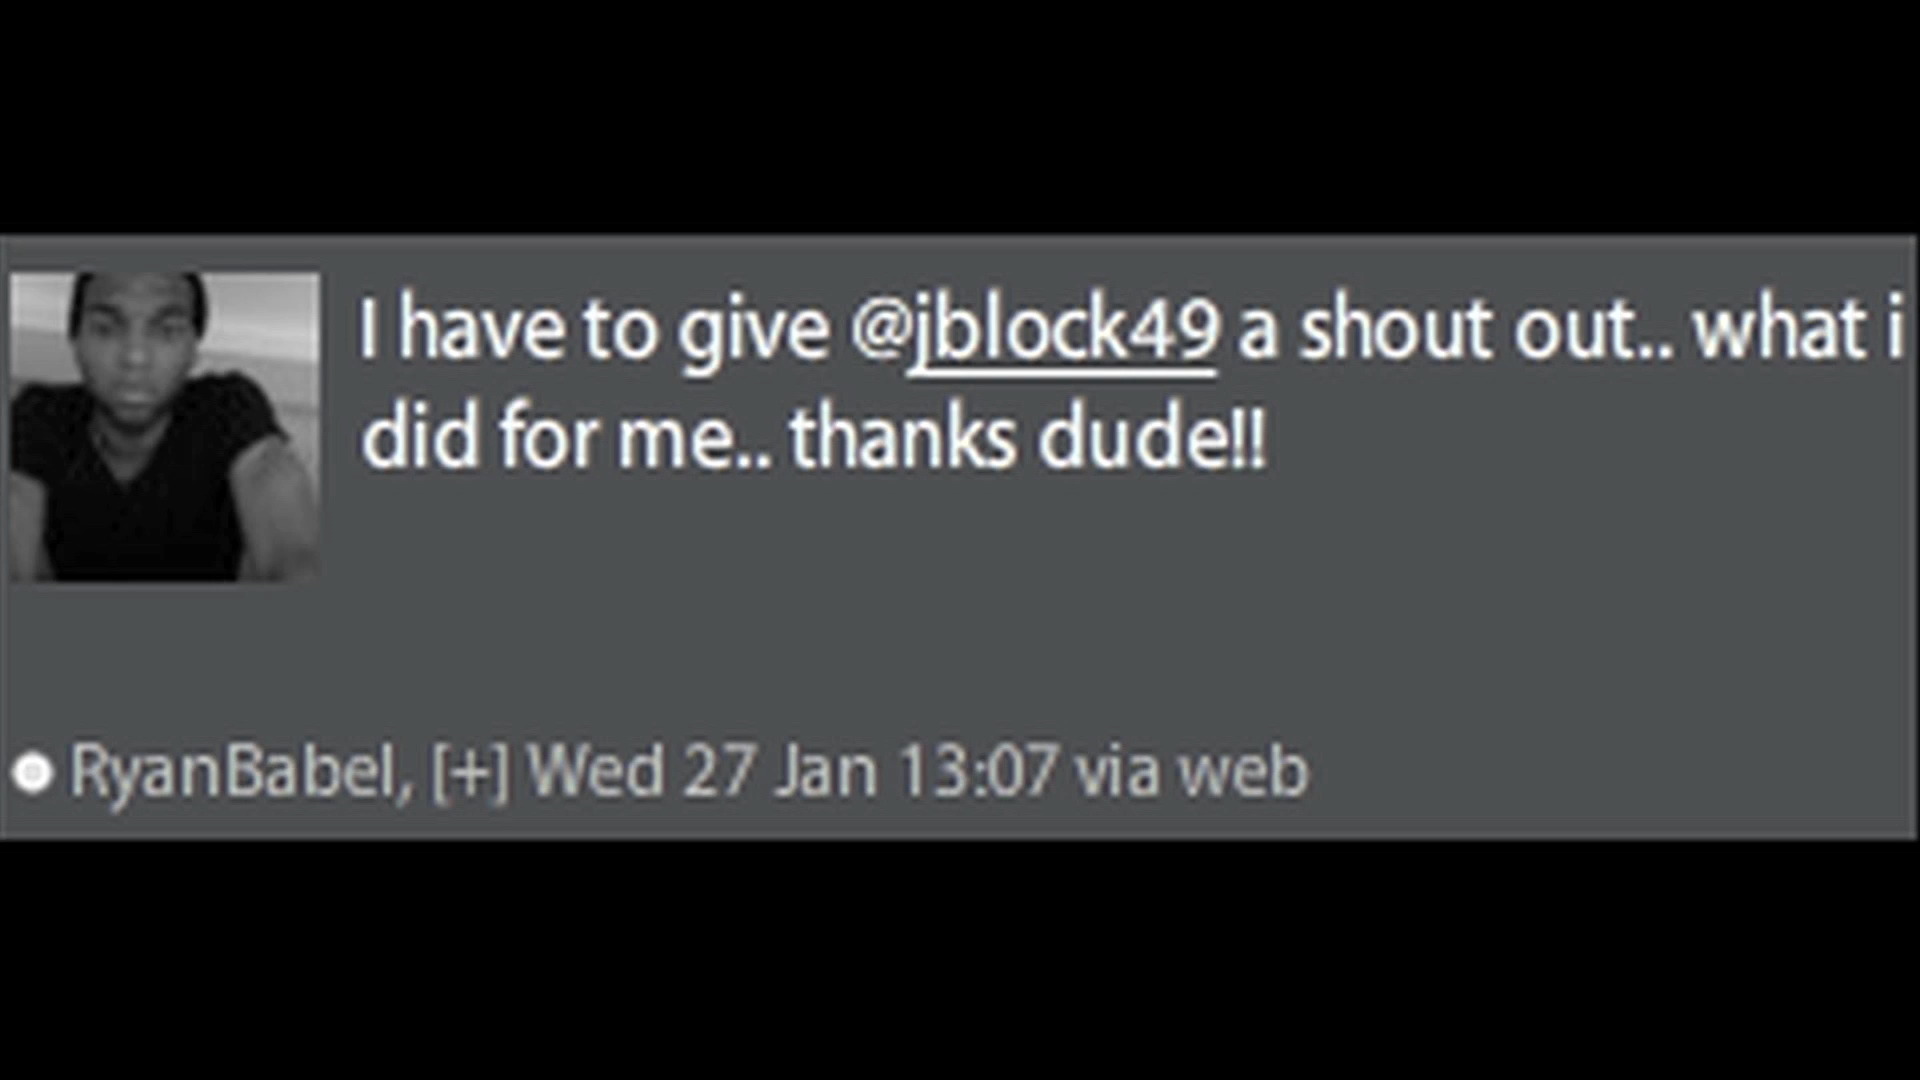 I have to give @jblock49 a shout out.. what i
did for me.. thanks dude!!
RyanBabel, [+] Wed 27 Jan 13:07 via web